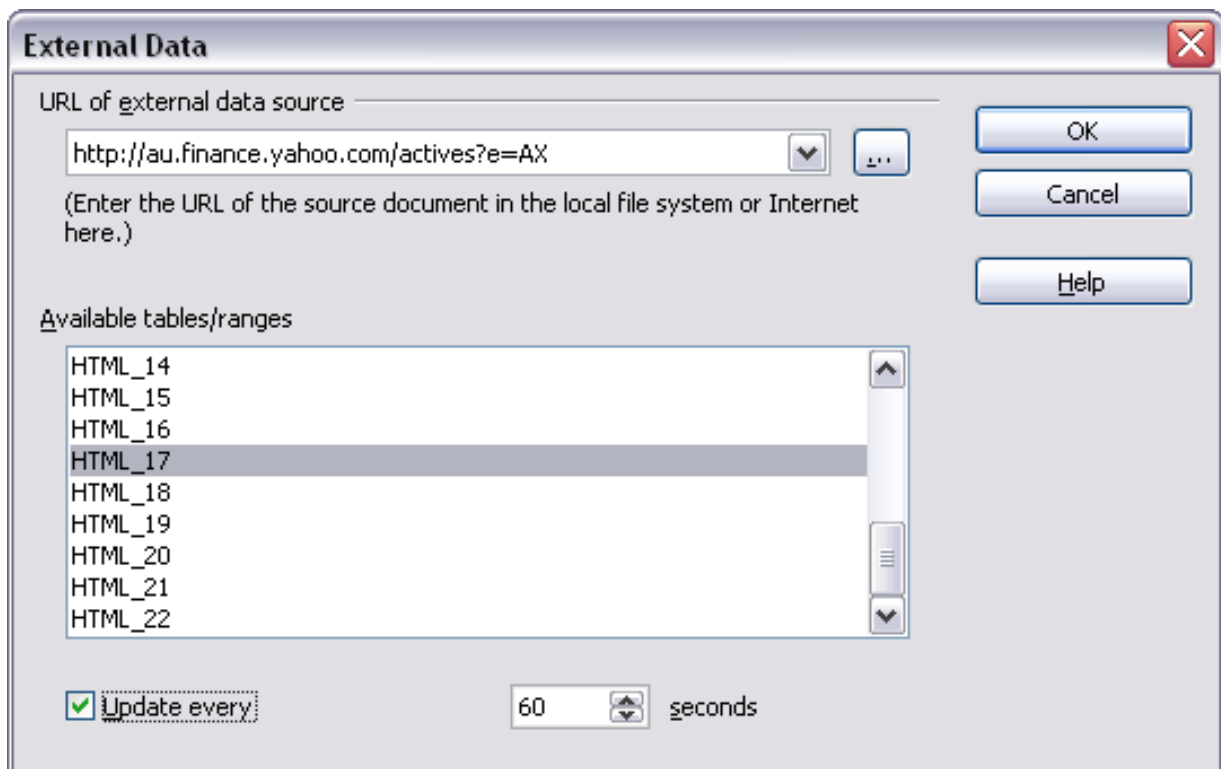 External Data
URL of external data source
http://au.finance.yahoo.com/actives?e=AX
...
(Enter the URL of the source document in the local file system or Internet
here.)
OK
Cancel
Help
Available tables/ranges
HTML_14
HTML_15
HTML_16
HTML_17
HTML_18
HTML_19
HTML_20
HTML_21
HTML_22
Update every 60 seconds